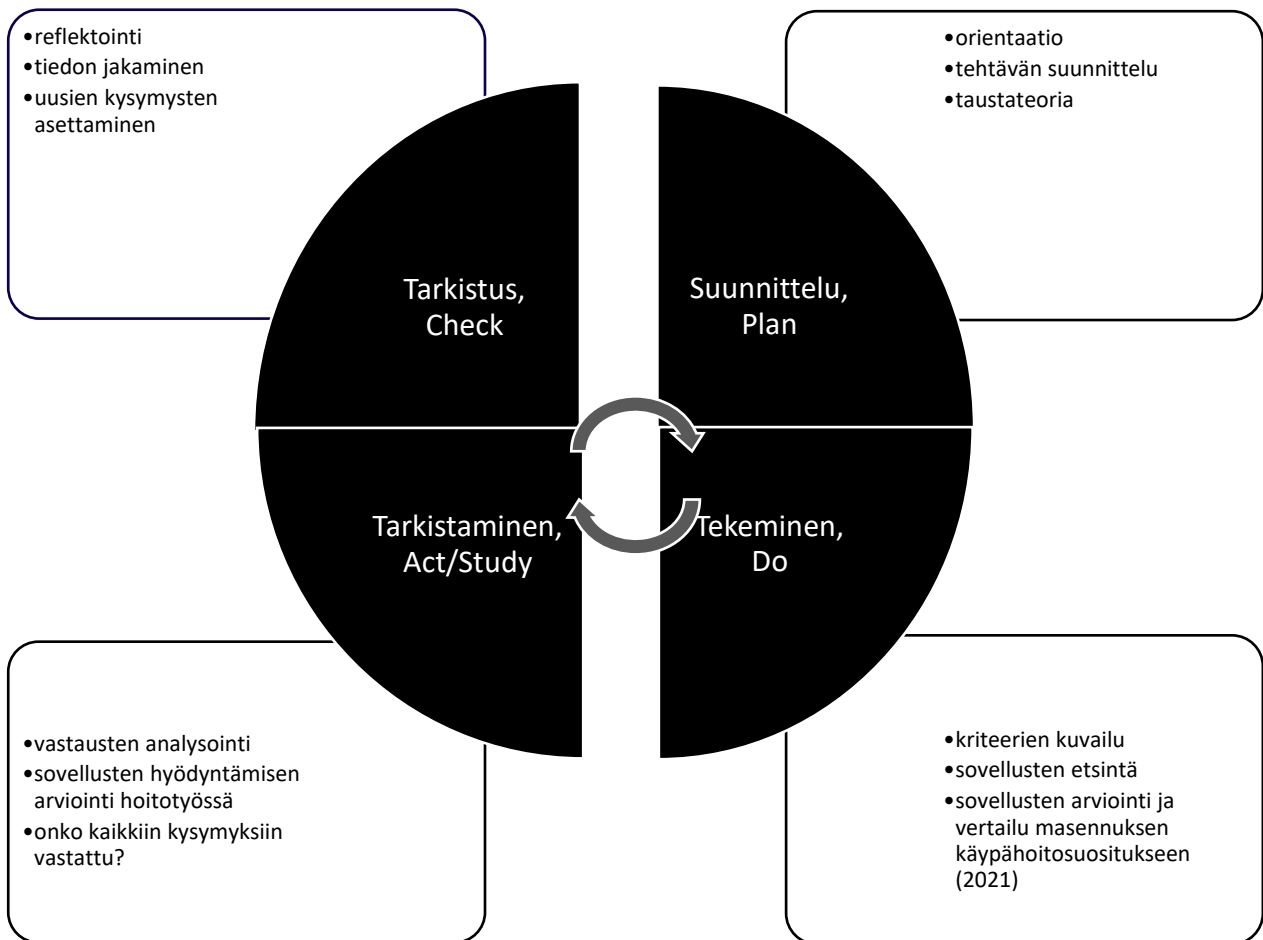 •reflektointi
•tiedon jakaminen
•uusien kysymysten
asettaminen
•orientaatio
•tehtävän suunnittelu
•taustateoria
Tarkistus,
Check
Suunnittelu,
Plan
Tarkistaminen,
Act/Study
Tekeminen,
Do
•vastausten analysointi
•sovellusten hyödyntämisen
arviointi hoitotyössä
•onko kaikkiin kysymyksiin
vastattu?
•kriteerien kuvailu
•sovellusten etsintä
•sovellusten arviointi ja
vertailu masennuksen
käypähoitosuositukseen
(2021)